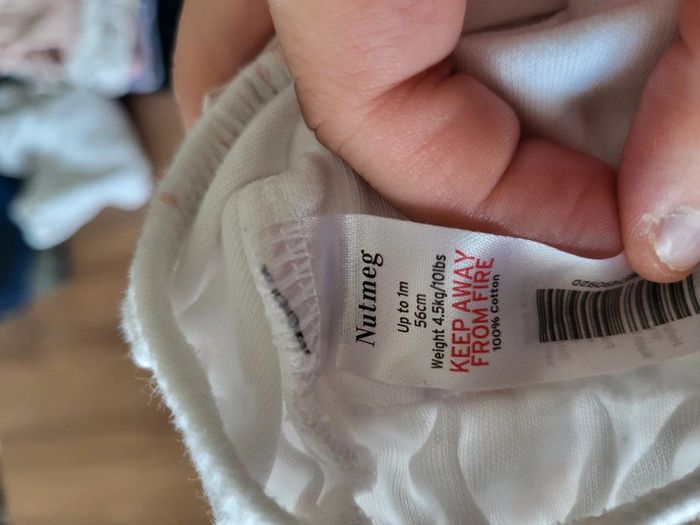 Nutmeg
Up to 1m
56cm
Weight 4.5kg/10lbs
KEEP AWAY
FROM FIRE
100% Cotton